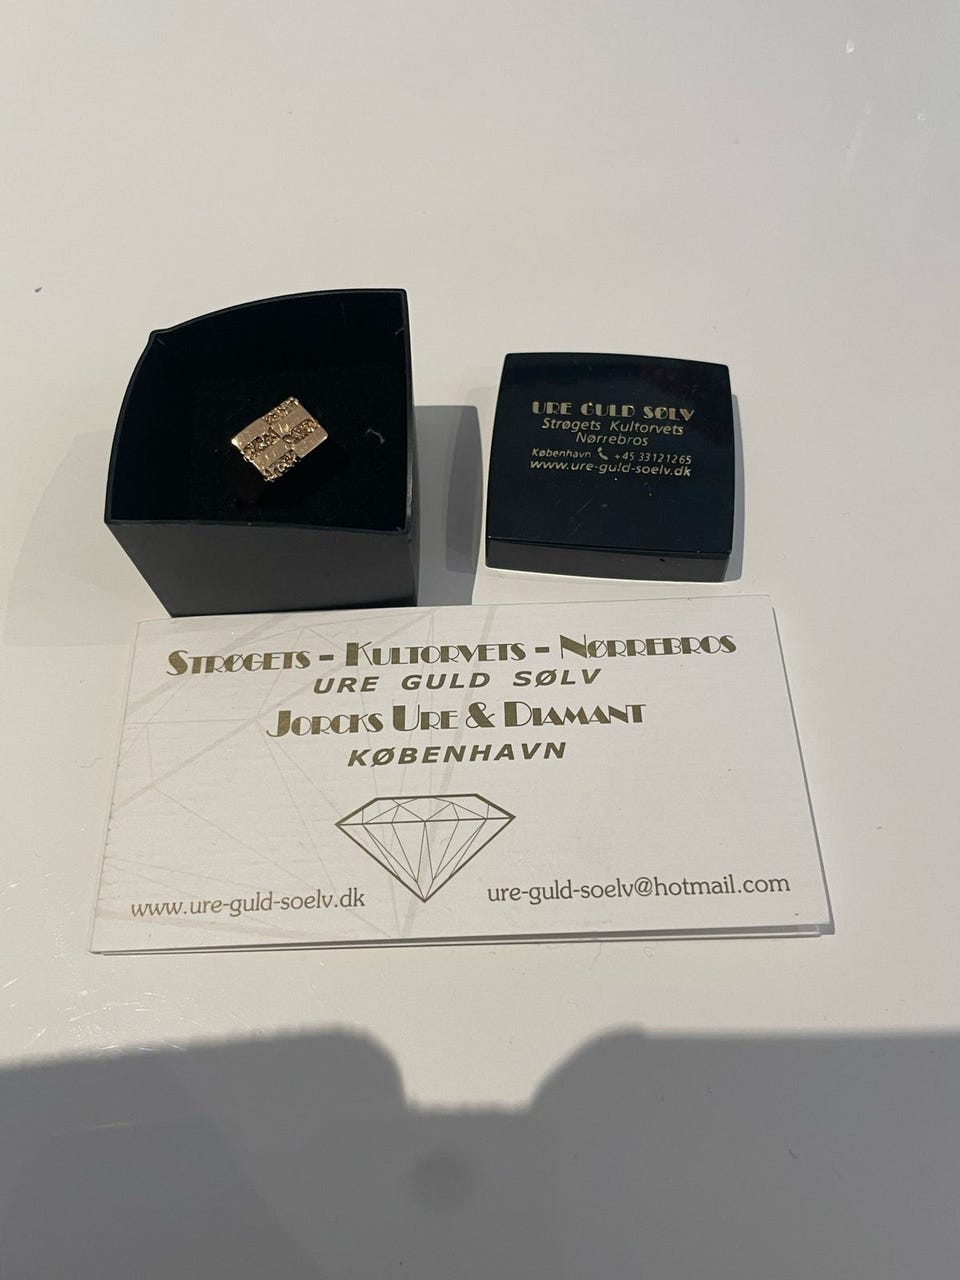 URE GULD SØLV
Strøgets Kultorvets
Nørrebros
København +45 33121265
www.ure-guld-soelv.dk
STRØGETS - KULTORVETS - NØRREBROS
URE GULD SØLV
JORCKS URE & DIAMANT
KØBENHAVN
www.ure-guld-soelv.dk
ure-guld-soelv@hotmail.com